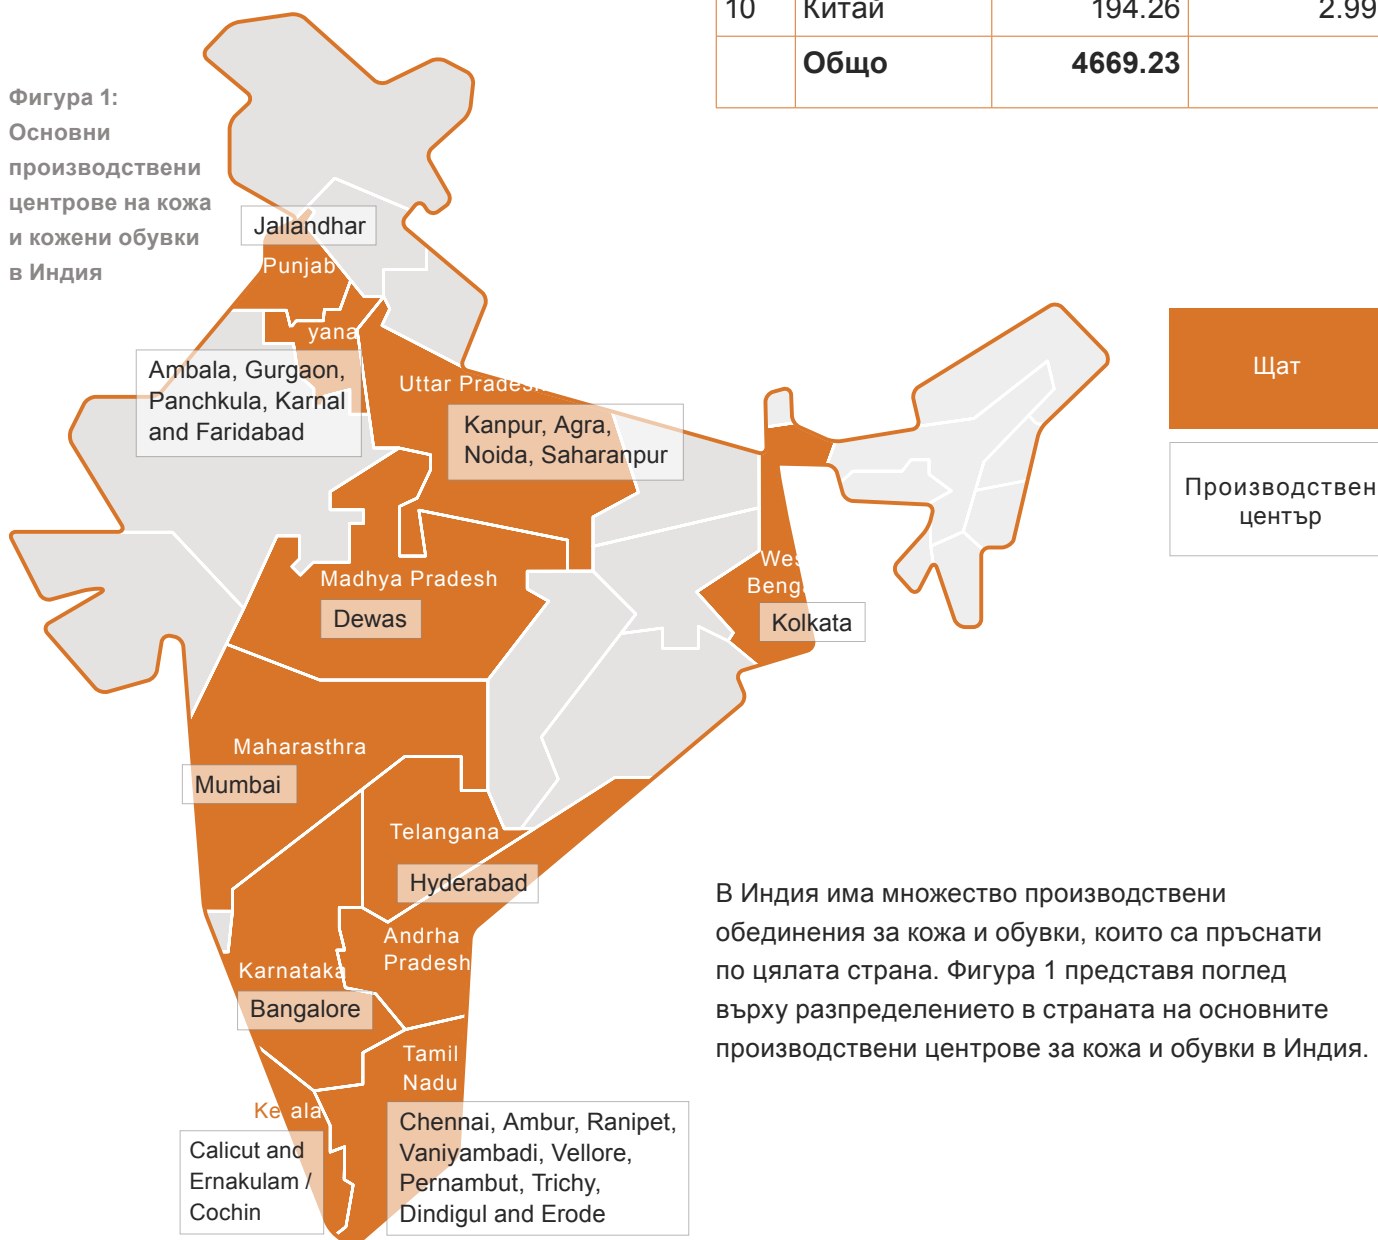 10 Китай 194.26 2.99
Общо 4669.23
Фигура 1:
Основни
производствени
центрове на кожа
и кожени обувки
в Индия
Jallandhar
Punjab
yana
Ambala, Gurgaon,
Panchkula, Karnal
and Faridabad
Uttar Pradesh
Kanpur, Agra,
Noida, Saharanpur
Щат
Производствен
център
Madhya Pradesh
Dewas
Wes
Benga
Kolkata
Maharasthra
Mumbai
Telangana
Hyderabad
Andrha
Pradesh
Karnataka
Bangalore
Tamil
Nadu
Ke ala
Calicut and
Ernakulam /
Cochin
Chennai, Ambur, Ranipet,
Vaniyambadi, Vellore,
Pernambut, Trichy,
Dindigul and Erode
В Индия има множество производствени
обединения за кожа и обувки, които са пръснати
по цялата страна. Фигура 1 представя поглед
върху разпределението в страната на основните
производствени центрове за кожа и обувки в Индия.